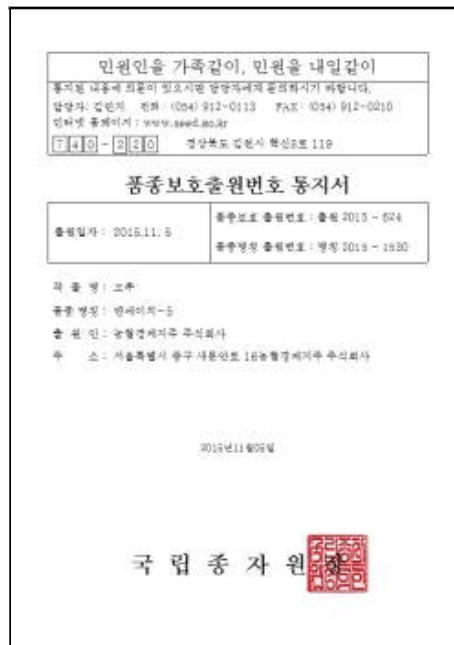 민원인을 가족같이, 민원을 내일같이
통지된 내용에 의문이 있으시면 담당자에게 문의하시기 바랍니다.
담당자: 김민지 전화 : (054) 912-0113 FAX : (054) 912-0210
인터넷 홈페이지 : www.seed.go.kr
740-220 경상북도 김천시 혁신8로 119
품종보호출원번호 통지서
출원일자 : 2015.11. 5
품종보호 출원번호 : 출원 2015 - 624
품종명칭 출원번호 : 명칭 2015 - 1530
작 물 명 : 고추
품종 명칭 :
출 원 인 : 농협경제지주 주식회사
주 소 : 서울특별시 중구 새문안로 16농협경제지주 주식회사
2015년11월05일
국 립 종 자 원 장